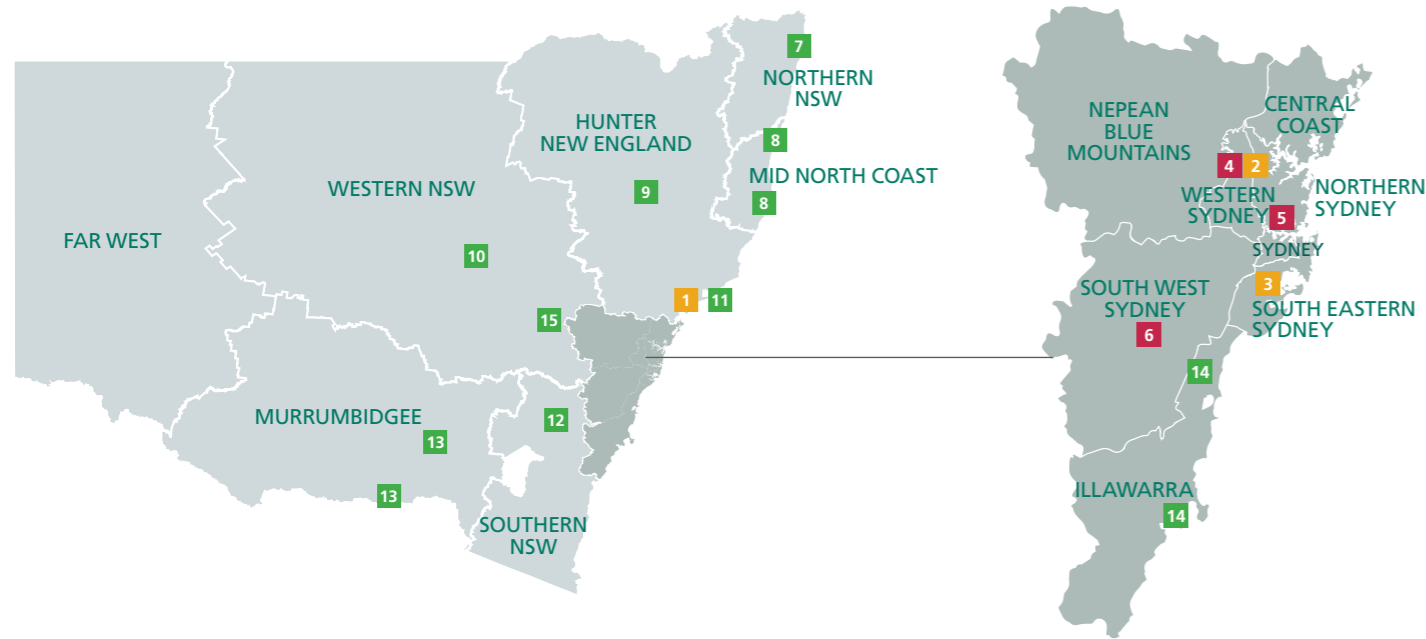 7
NORTHERN
NSW
HUNTER
NEW ENGLAND
8
MID NORTH COAST
WESTERN NSW
9
8
FAR WEST
10
1
11
15
MURRUMBIDGEE
12
13
13
SOUTHERN
NSW
NEPEAN
BLUE
MOUNTAINS
CENTRAL
COAST
4
2
WESTERN
SYDNEY
NORTHERN
SYDNEY
5
SYDNEY
3
SOUTH WEST
SYDNEY
SOUTH EASTERN
SYDNEY
6
14
ILLAWARRA
14